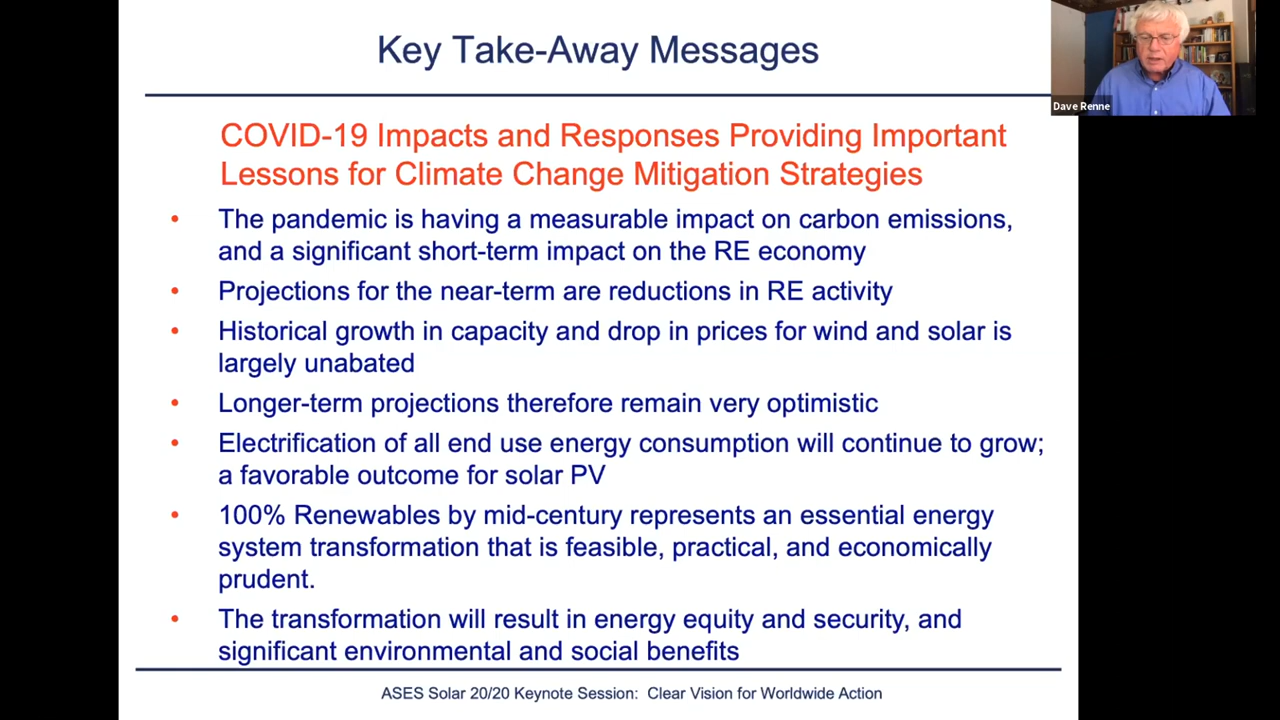 Key Take-Away Messages
Dave Renne
COVID-19 Impacts and Responses Providing Important
Lessons for Climate Change Mitigation Strategies
• The pandemic is having a measurable impact on carbon emissions,
and a significant short-term impact on the RE economy
• Projections for the near-term are reductions in RE activity
• Historical growth in capacity and drop in prices for wind and solar is
largely unabated
• Longer-term projections therefore remain very optimistic
• Electrification of all end use energy consumption will continue to grow;
a favorable outcome for solar PV
• 100% Renewables by mid-century represents an essential energy
system transformation that is feasible, practical, and economically
prudent.
• The transformation will result in energy equity and security, and
significant environmental and social benefits
ASES Solar 20/20 Keynote Session: Clear Vision for Worldwide Action